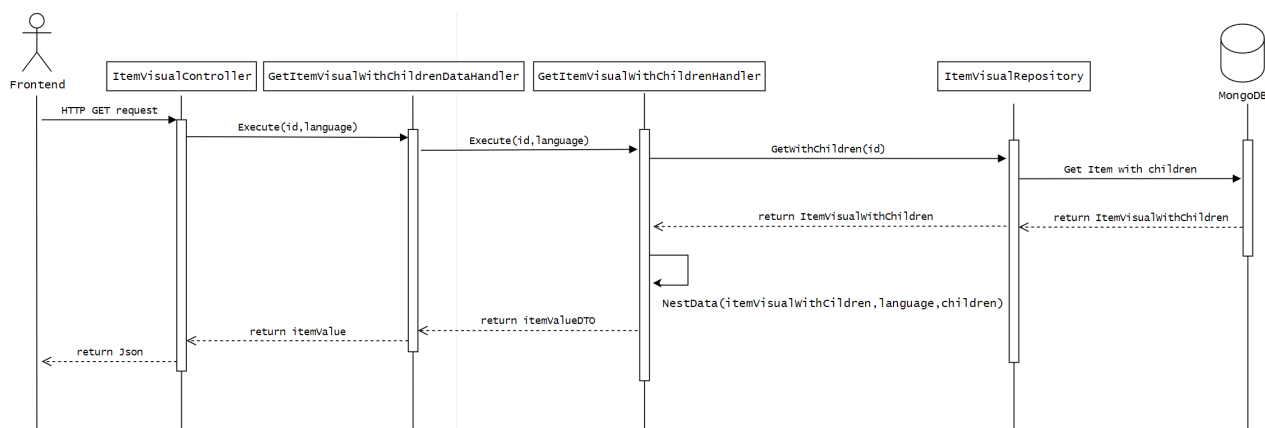 Frontend
ItemVisualController
GetItemVisualWithChildrenDataHandler
GetItemVisualWithChildrenHandler
ItemVisualRepository
MongoDB
HTTP GET request
Execute(id,language)
Execute(id,language)
GetWithChildren(id)
Get Item with children
return ItemVisualWithChildren
return ItemVisualWithChildren
NestData(itemVisualWithCildren,language,children)
return itemValueDTO
return itemValue
return Json